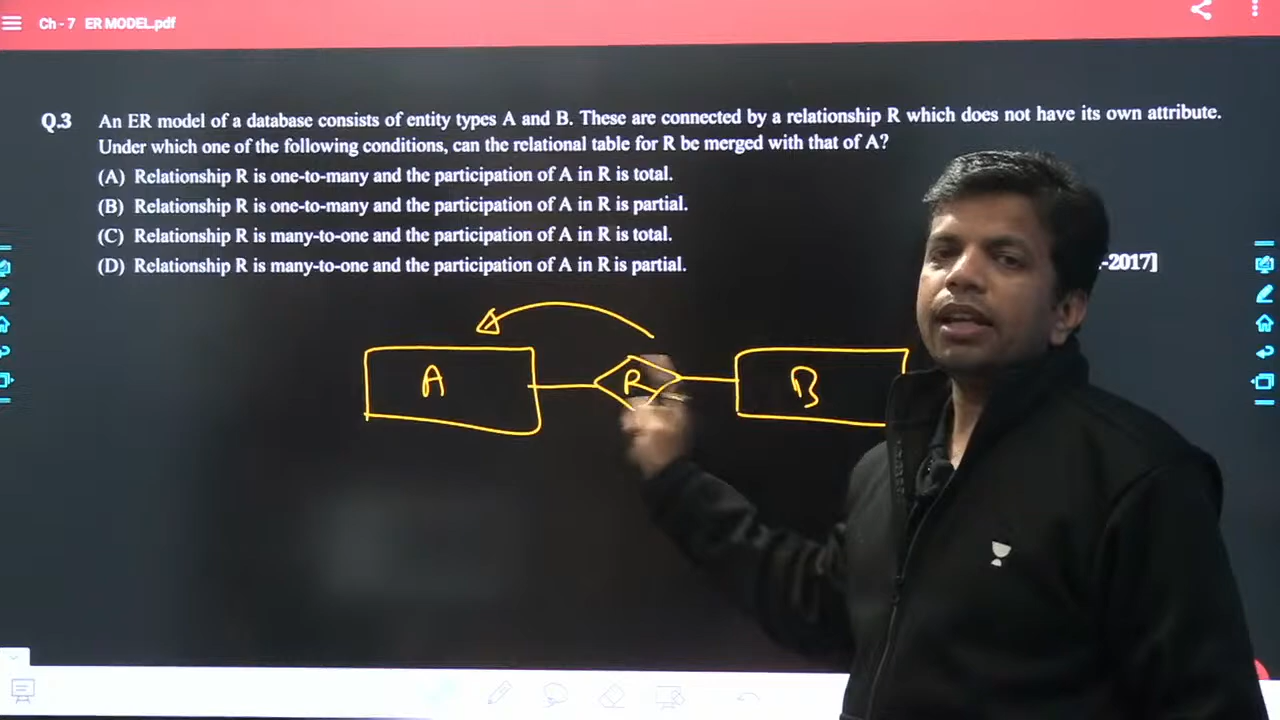 Ch - 7 ER MODEL.pdf
Q.3 An ER model of a database consists of entity types A and B. These are connected by a relationship R which does not have its own attribute.
Under which one of the following conditions, can the relational table for R be merged with that of A?
(A) Relationship R is one-to-many and the participation of A in R is total.
(B) Relationship R is one-to-many and the participation of A in R is partial.
(C) Relationship R is many-to-one and the participation of A in R is total.
(D) Relationship R is many-to-one and the participation of A in R is partial.
-2017]
A R B